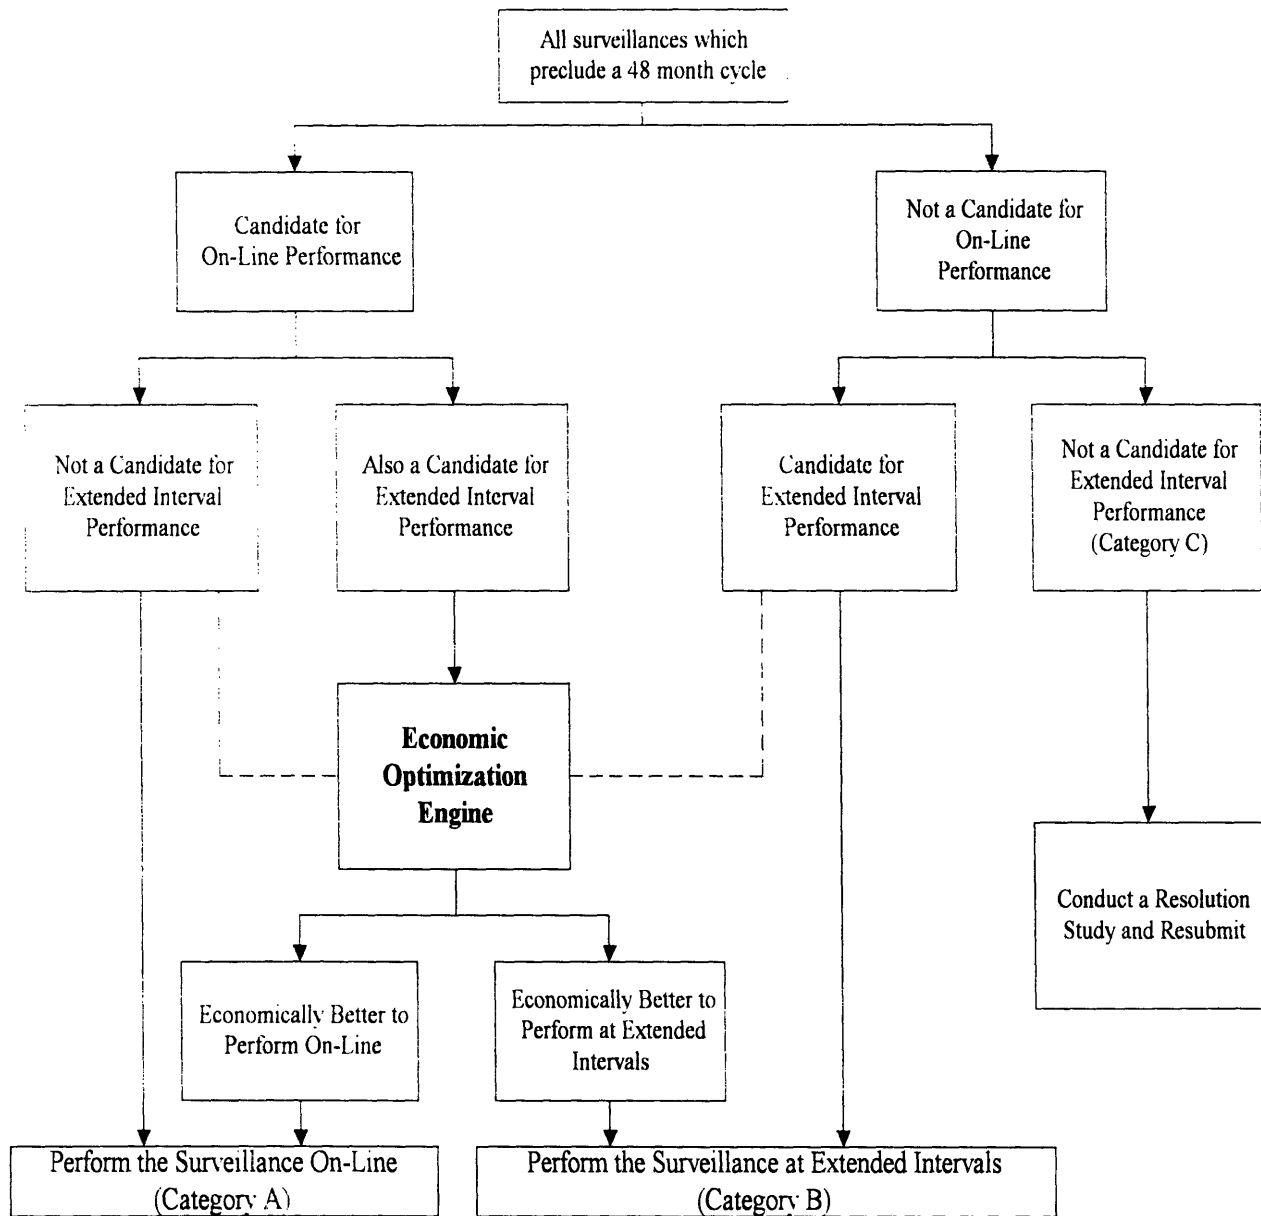 All surveillances which
preclude a 48 month cycle
Candidate for
On-Line Performance
Not a Candidate for
On-Line
Performance
Not a Candidate for
Extended Interval
Performance
Also a Candidate for
Extended Interval
Performance
Candidate for
Extended Interval
Performance
Not a Candidate for
Extended Interval
Performance
(Category C)
Economic
Optimization
Engine
Conduct a Resolution
Study and Resubmit
Economically Better to
Perform On-Line
Economically Better to
Perform at Extended
Intervals
Perform the Surveillance On-Line
(Category A)
Perform the Surveillance at Extended Intervals
(Category B)